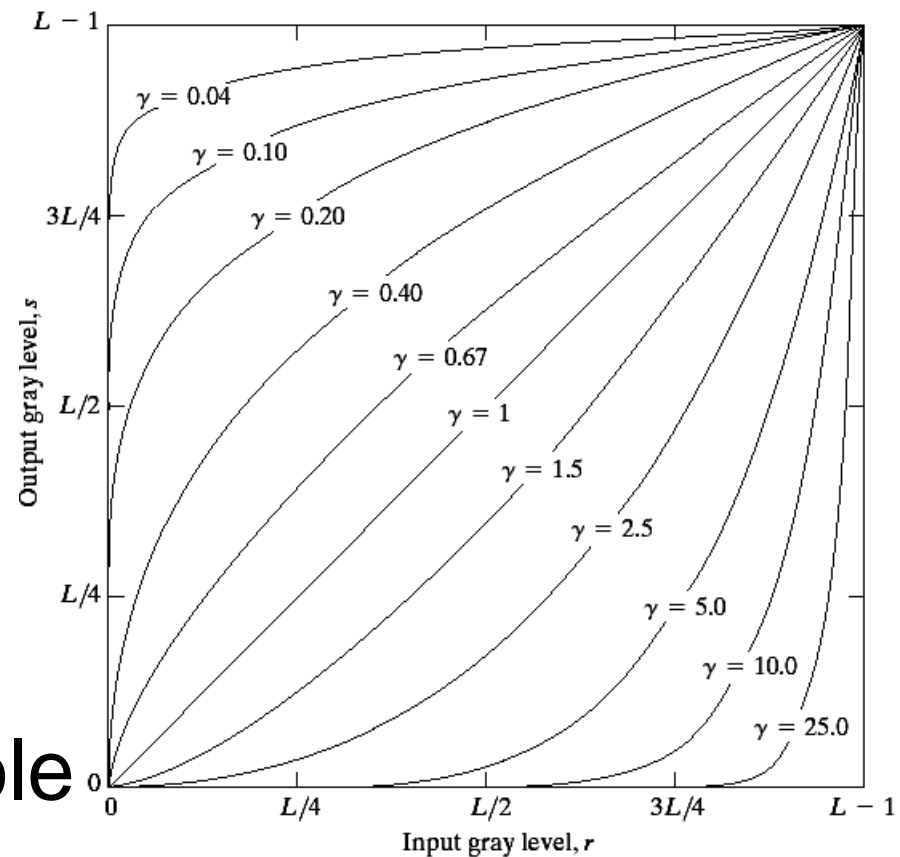 L − 1
γ = 0.04
γ = 0.10
3L/4
γ = 0.20
γ = 0.40
γ = 0.67
L/2
γ = 1
γ = 1.5
γ = 2.5
L/4
γ = 5.0
γ = 10.0
γ = 25.0
Output gray level, s
ple
0
0 L/4 L/2 3L/4 L − 1
Input gray level, r